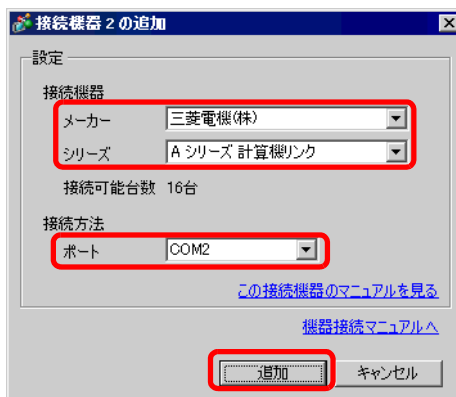 接続機器 2 の追加
設定
接続機器
メーカー 三菱電機(株)
シリーズ A シリーズ 計算機リンク
接続可能台数 16台
接続方法
ポート COM2
この接続機器のマニュアルを見る
機器接続マニュアルへ
追加 キャンセル